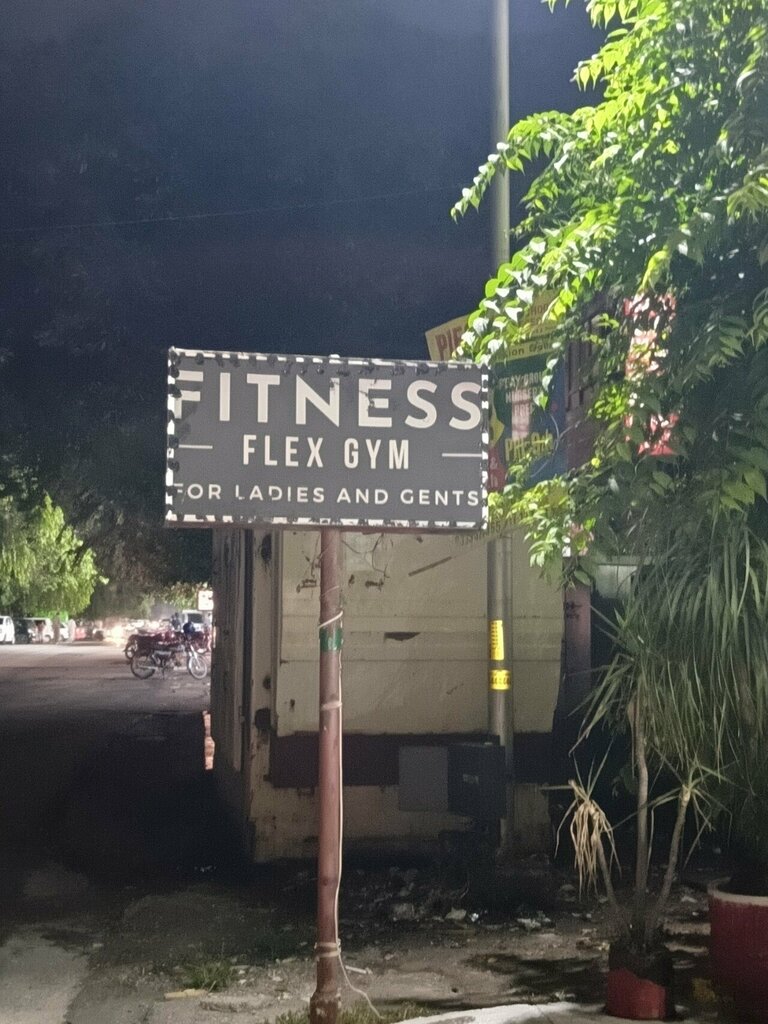 FITNESS
FLEX GYM
FOR LADIES AND GENTS